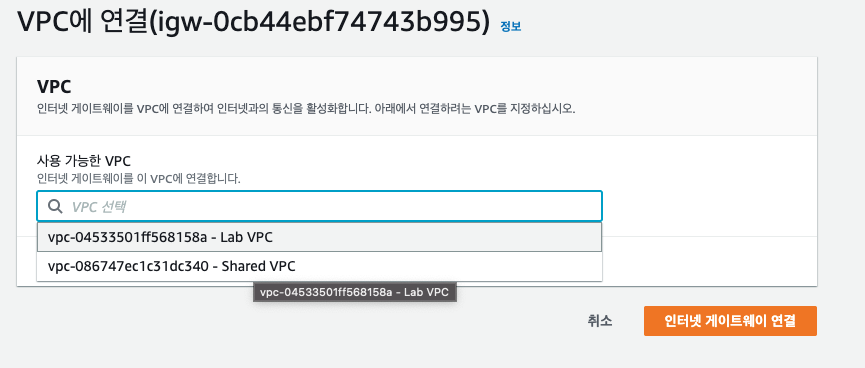 VPC에 연결(igw-0cb44ebf74743b995) 정보
VPC
인터넷 게이트웨이를 VPC에 연결하여 인터넷과의 통신을 활성화합니다. 아래에서 연결하려는 VPC를 지정하십시오.
사용 가능한 VPC
인터넷 게이트웨이를 이 VPC에 연결합니다.
VPC 선택
vpc-04533501ff568158a - Lab VPC
vpc-086747ec1c31dc340 - Shared VPC
vpc-04533501ff568158a - Lab VPC
취소
인터넷 게이트웨이 연결